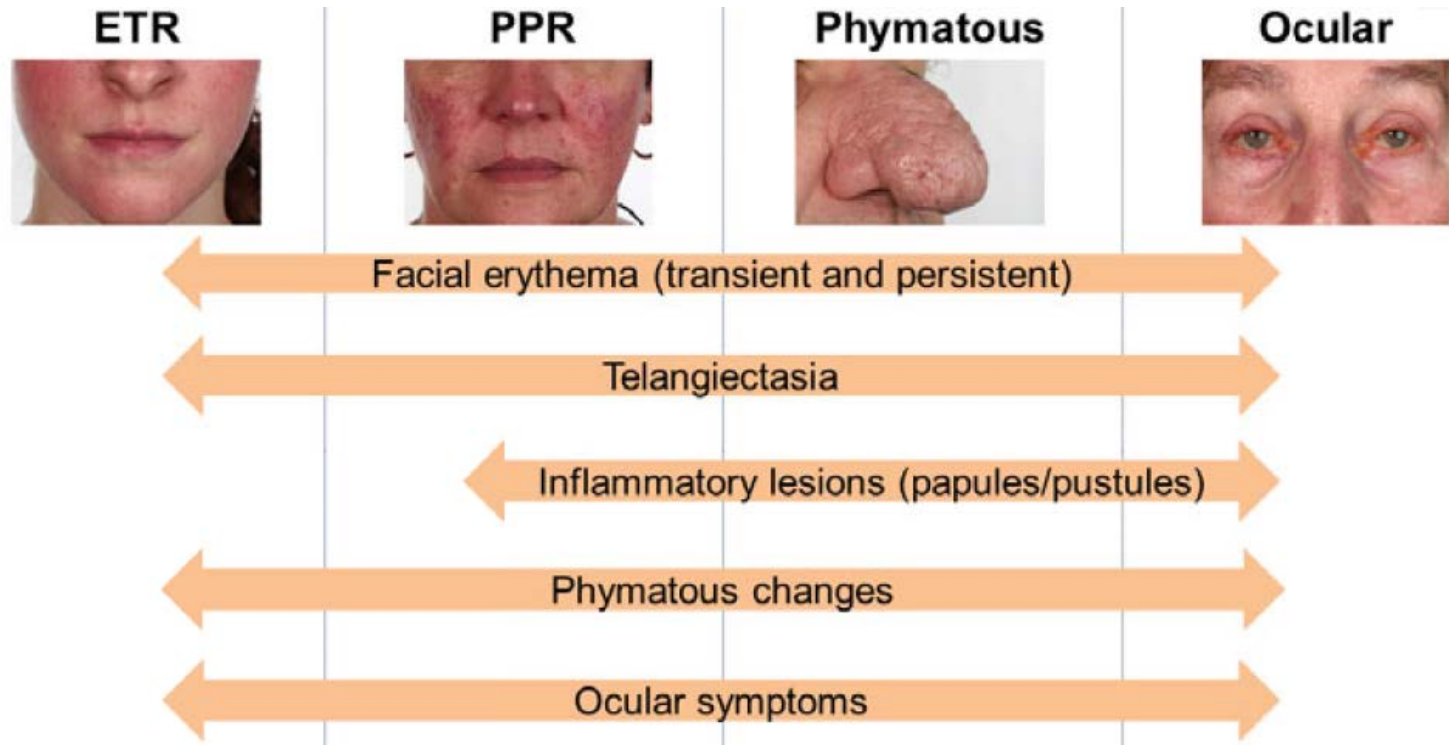 ETR PPR Phymatous Ocular
Facial erythema (transient and persistent)
Telangiectasia
Inflammatory lesions (papules/pustules)
Phymatous changes
Ocular symptoms